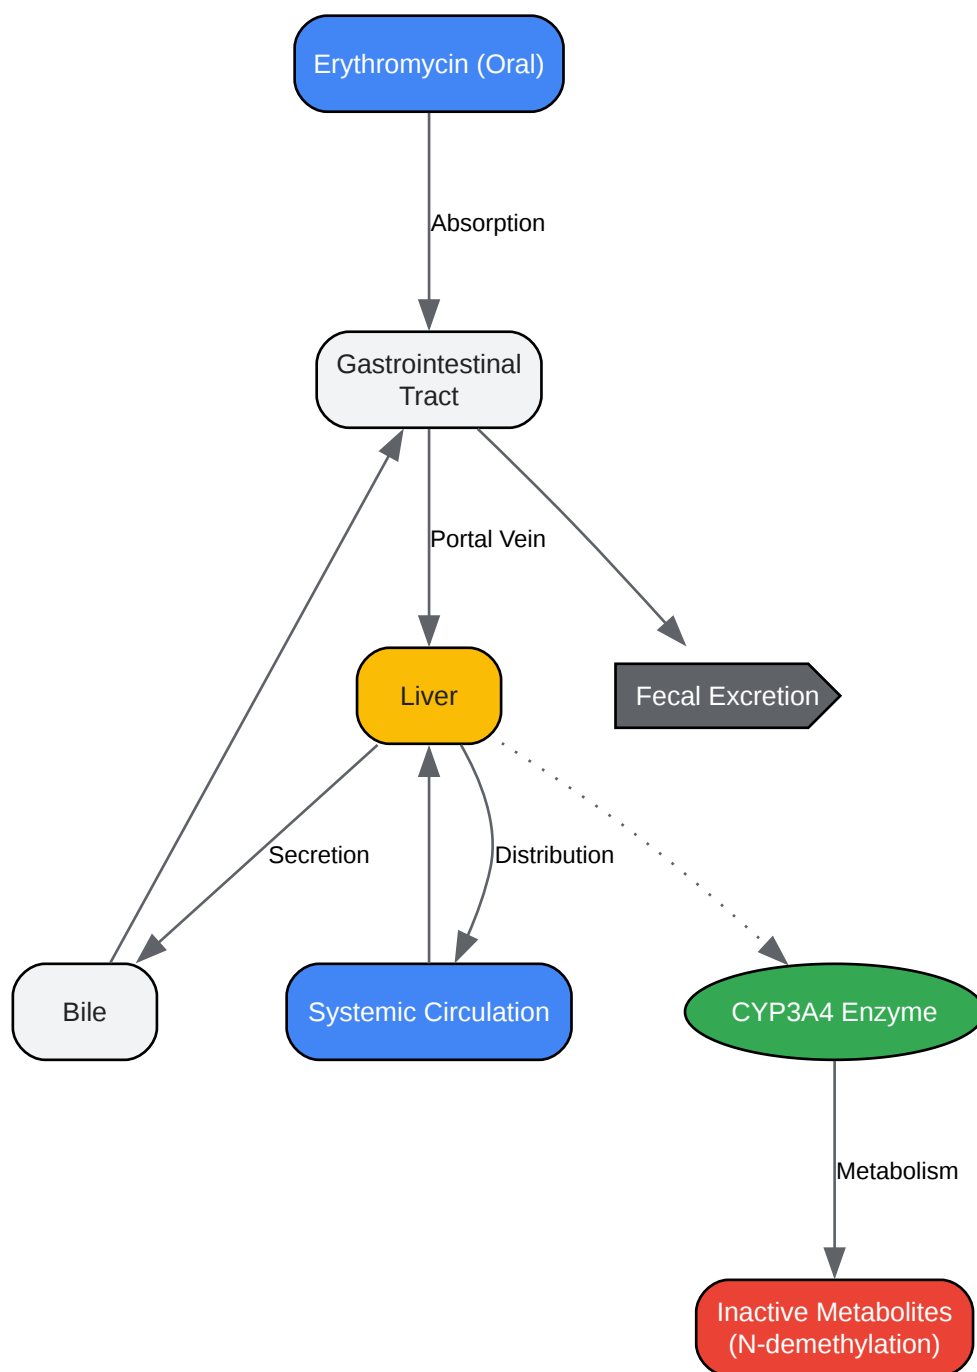 Erythromycin (Oral)
Absorption
Gastrointestinal
Tract
Portal Vein
Liver
Fecal Excretion
Secretion
Distribution
Bile
Systemic Circulation
CYP3A4 Enzyme
Metabolism
Inactive Metabolites
(N-demethylation)